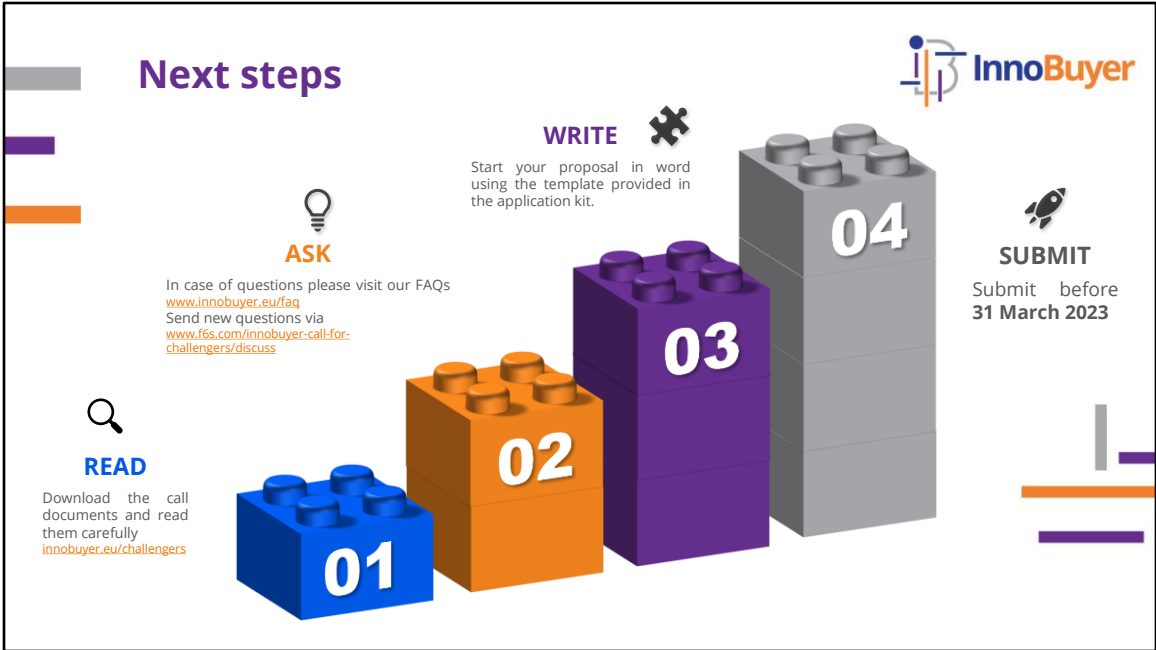 Next steps
InnoBuyer
WRITE
Start your proposal in word
using the template provided in
the application kit.
ASK
In case of questions please visit our FAQs
www.innobuyer.eu/faq
Send new questions via
www.f6s.com/innobuyer-call-for-
challengers/discuss
READ
Download the call
documents and read
them carefully
innobuyer.eu/challengers
01
02
03
04
SUBMIT
Submit before
31 March 2023